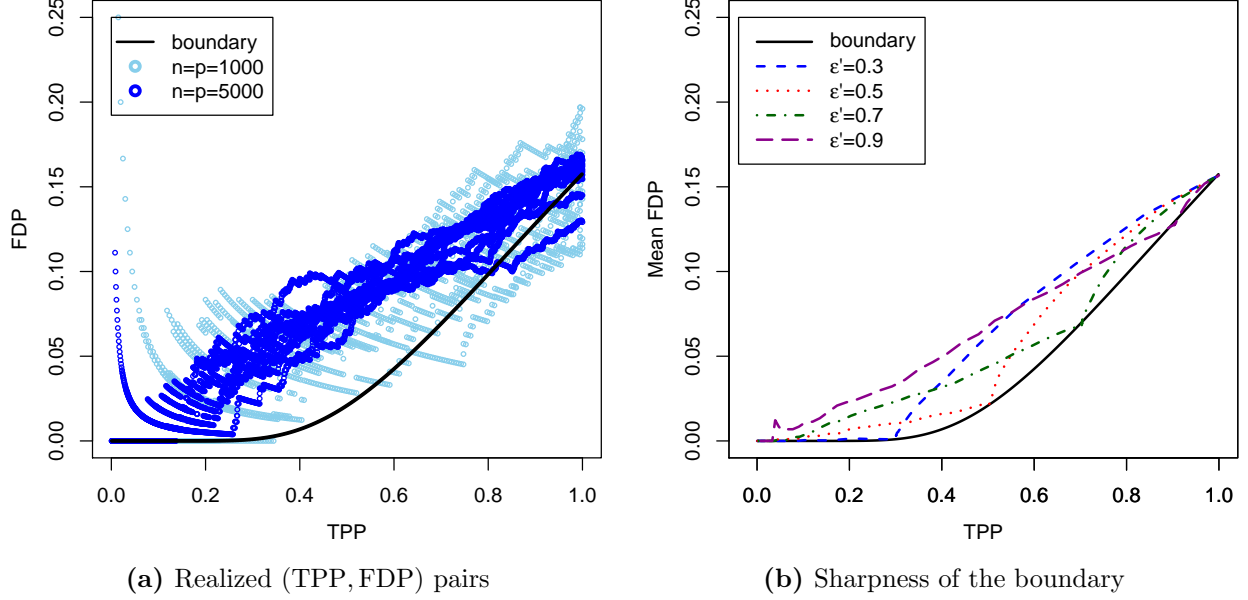 0.25
0.20
0.15
0.10
0.05
0.00
FDP
boundary
n=p=1000
n=p=5000
0.0 0.2 0.4 0.6 0.8 1.0
TPP
(a) Realized (TPP, FDP) pairs
0.25
0.20
0.15
0.10
0.05
0.00
Mean FDP
boundary
ε'=0.3
ε'=0.5
ε'=0.7
ε'=0.9
0.0 0.2 0.4 0.6 0.8 1.0
TPP
(b) Sharpness of the boundary